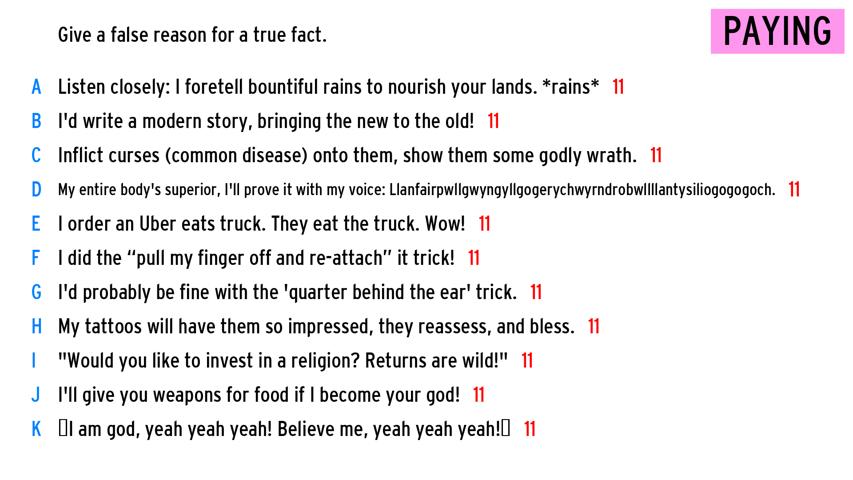 Give a false reason for a true fact.
PAYING
A Listen closely: I foretell bountiful rains to nourish your lands. *rains* 11
B I'd write a modern story, bringing the new to the old! 11
C Inflict curses (common disease) onto them, show them some godly wrath. 11
D My entire body's superior, I'll prove it with my voice: Llanfairpwllgwyngyllgogerychwyrndrobwllllantysiliogogogoch. 11
E I order an Uber eats truck. They eat the truck. Wow! 11
F I did the “pull my finger off and re-attach” it trick! 11
G I'd probably be fine with the 'quarter behind the ear' trick. 11
H My tattoos will have them so impressed, they reassess, and bless. 11
I "Would you like to invest in a religion? Returns are wild!" 11
J I'll give you weapons for food if I become your god! 11
K I am god, yeah yeah yeah! Believe me, yeah yeah yeah! 11